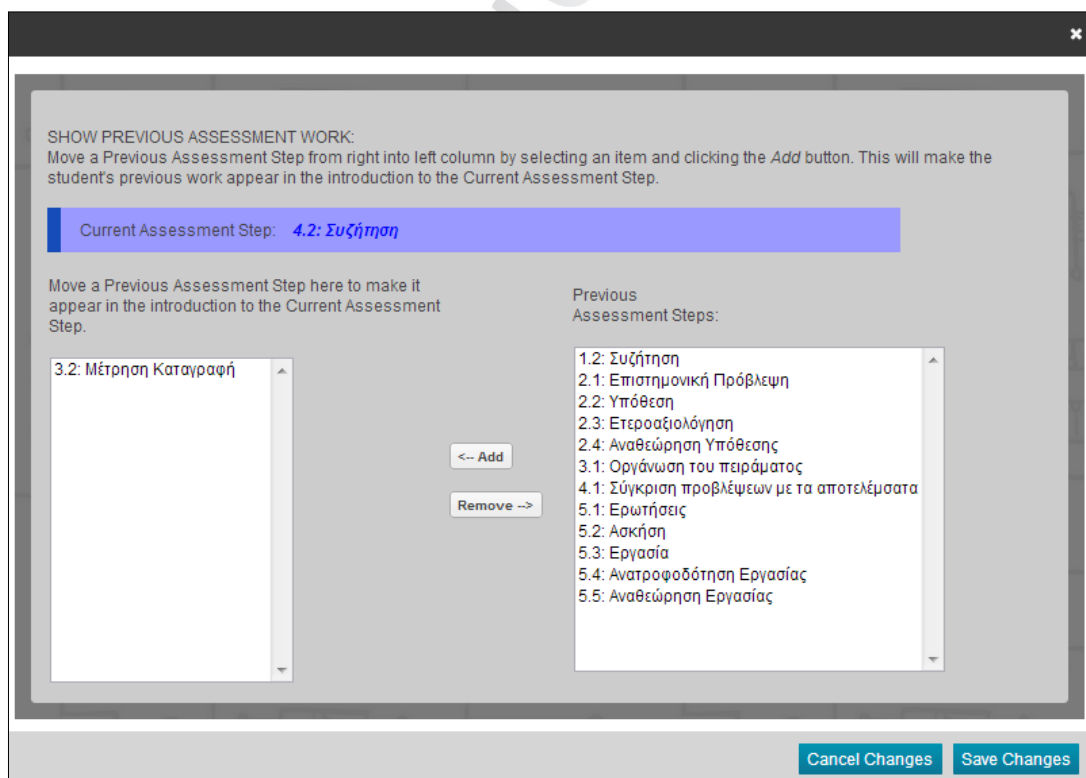 SHOW PREVIOUS ASSESSMENT WORK:
Move a Previous Assessment Step from right into left column by selecting an item and clicking the Add button. This will make the
student's previous work appear in the introduction to the Current Assessment Step.
Current Assessment Step: 4.2: Συζήτηση
Move a Previous Assessment Step here to make it
appear in the introduction to the Current Assessment
Step.
3.2: Μέτρηση Καταγραφή
<-- Add
Remove -->
Previous
Assessment Steps:
1.2: Συζήτηση
2.1: Επιστημονική Πρόβλεψη
2.2: Υπόθεση
2.3: Ετεροαξιολόγηση
2.4: Αναθεώρηση Υπόθεσης
3.1: Οργάνωση του πειράματος
4.1: Σύγκριση προβλέψεων με τα αποτελέμσατα
5.1: Ερωτήσεις
5.2: Ασκήση
5.3: Εργασία
5.4: Ανατροφοδότηση Εργασίας
5.5: Αναθεώρηση Εργασίας
Cancel Changes Save Changes